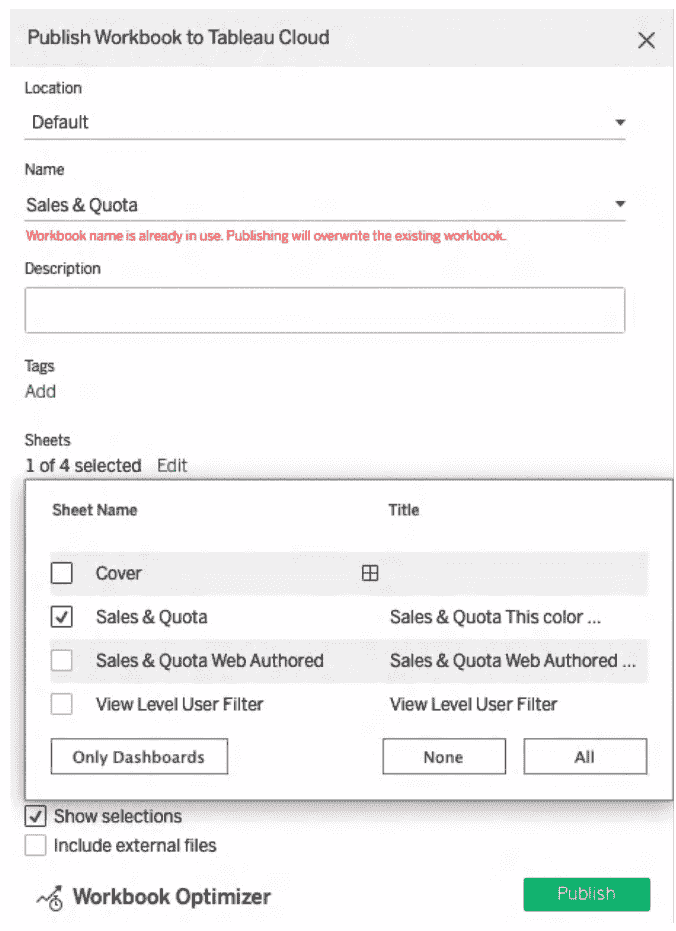 Publish Workbook to Tableau Cloud
Location
Default
Name
Sales & Quota
Workbook name is already in use. Publishing will overwrite the existing workbook.
Description
Tags
Add
Sheets
1 of 4 selected Edit
Sheet Name Title
Cover
Sales & Quota Sales & Quota This color ...
Sales & Quota Web Authored Sales & Quota Web Authored ...
View Level User Filter View Level User Filter
Only Dashboards None All
Show selections
Include external files
Workbook Optimizer Publish